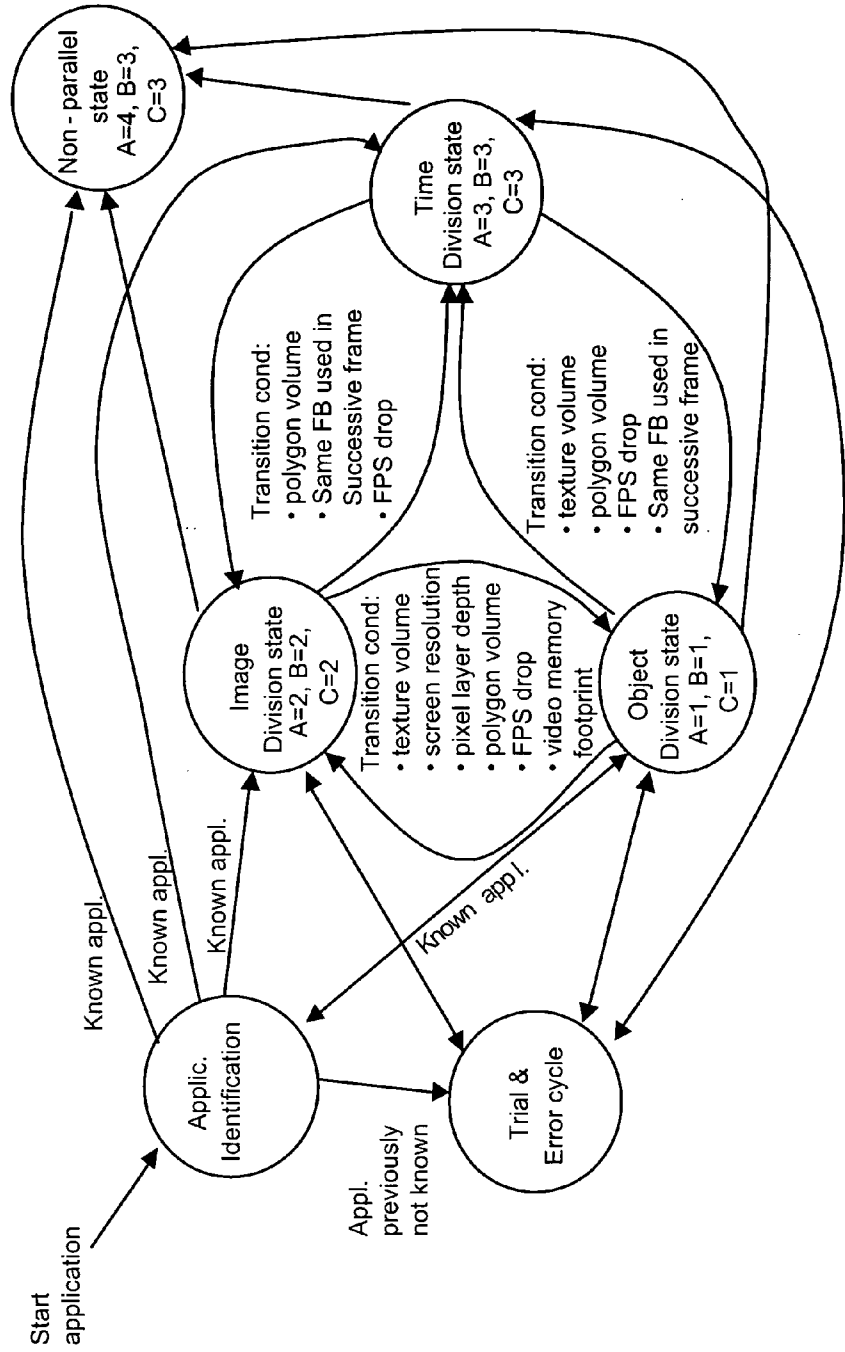 Start
application
Applic.
Identification
Appl.
previously
not known
Trial &
Error cycle
Known appl.
Known appl.
Known appl.
Known appl.
Image
Division state
A=2, B=2,
C=2
Transition cond:
• texture volume
• screen resolution
• pixel layer depth
• polygon volume
• FPS drop
• video memory
footprint
Object
Division state
A=1, B=1,
C=1
Transition cond:
• polygon volume
• Same FB used in
Successive frame
• FPS drop
Transition cond:
• texture volume
• polygon volume
• FPS drop
• Same FB used in
successive frame
Time
Division state
A=3, B=3,
C=3
Non - parallel
state
A=4, B=3,
C=3